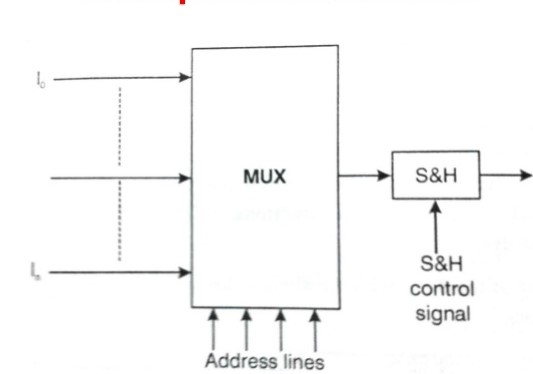 I₀
MUX
S&H
Iₙ
S&H
control
signal
Address lines